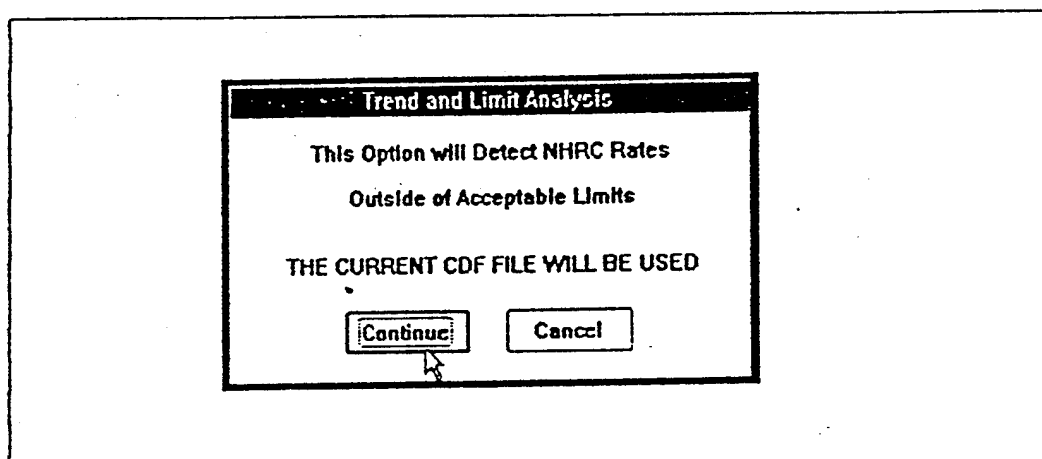 Trend and Limit Analysis
This Option will Detect NHRC Rates
Outside of Acceptable Limits
THE CURRENT CDF FILE WILL BE USED
Continue Cancel